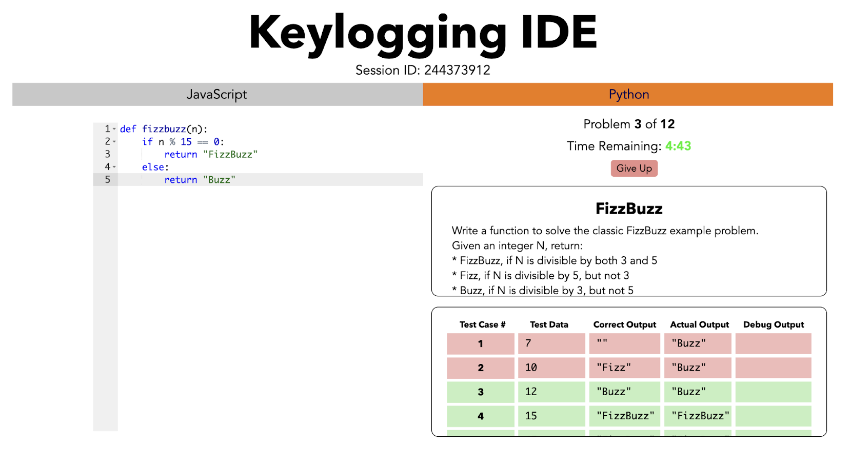 Keylogging IDE
Session ID: 244373912
JavaScript
Python
1 def fizzbuzz(n):
2 if n % 15 == 0:
3 return "FizzBuzz"
4 else:
5 return "Buzz"
Problem 3 of 12
Time Remaining: 4:43
Give Up
FizzBuzz
Write a function to solve the classic FizzBuzz example problem.
Given an integer N, return:
* FizzBuzz, if N is divisible by both 3 and 5
* Fizz, if N is divisible by 5, but not 3
* Buzz, if N is divisible by 3, but not 5
Test Case # Test Data Correct Output Actual Output Debug Output
1 7 "" "Buzz"
2 10 "Fizz" "Buzz"
3 12 "Buzz" "Buzz"
4 15 "FizzBuzz" "FizzBuzz"